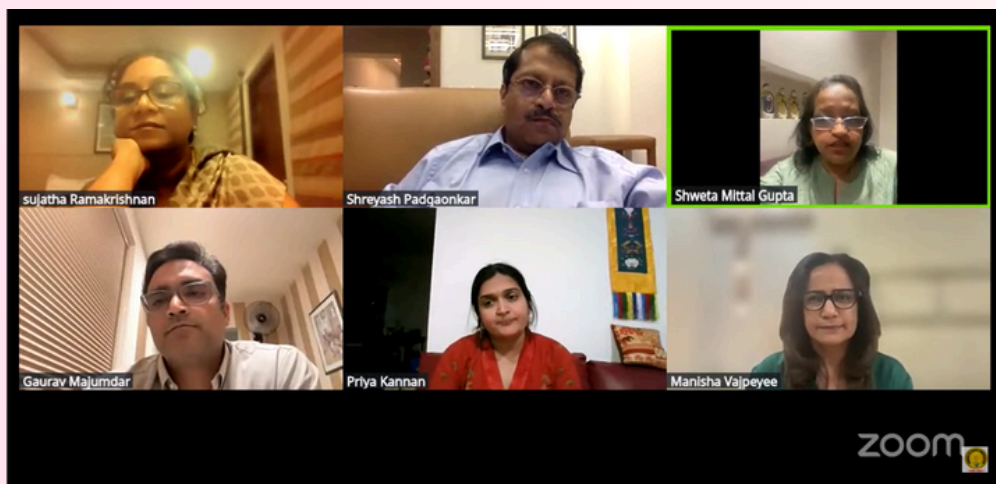 sujatha Ramakrishnan
Shreyash Padgaonkar
Shweta Mittal Gupta
Gaurav Majumdar
Priya Kannan
Manisha Vajpeyee
zoom